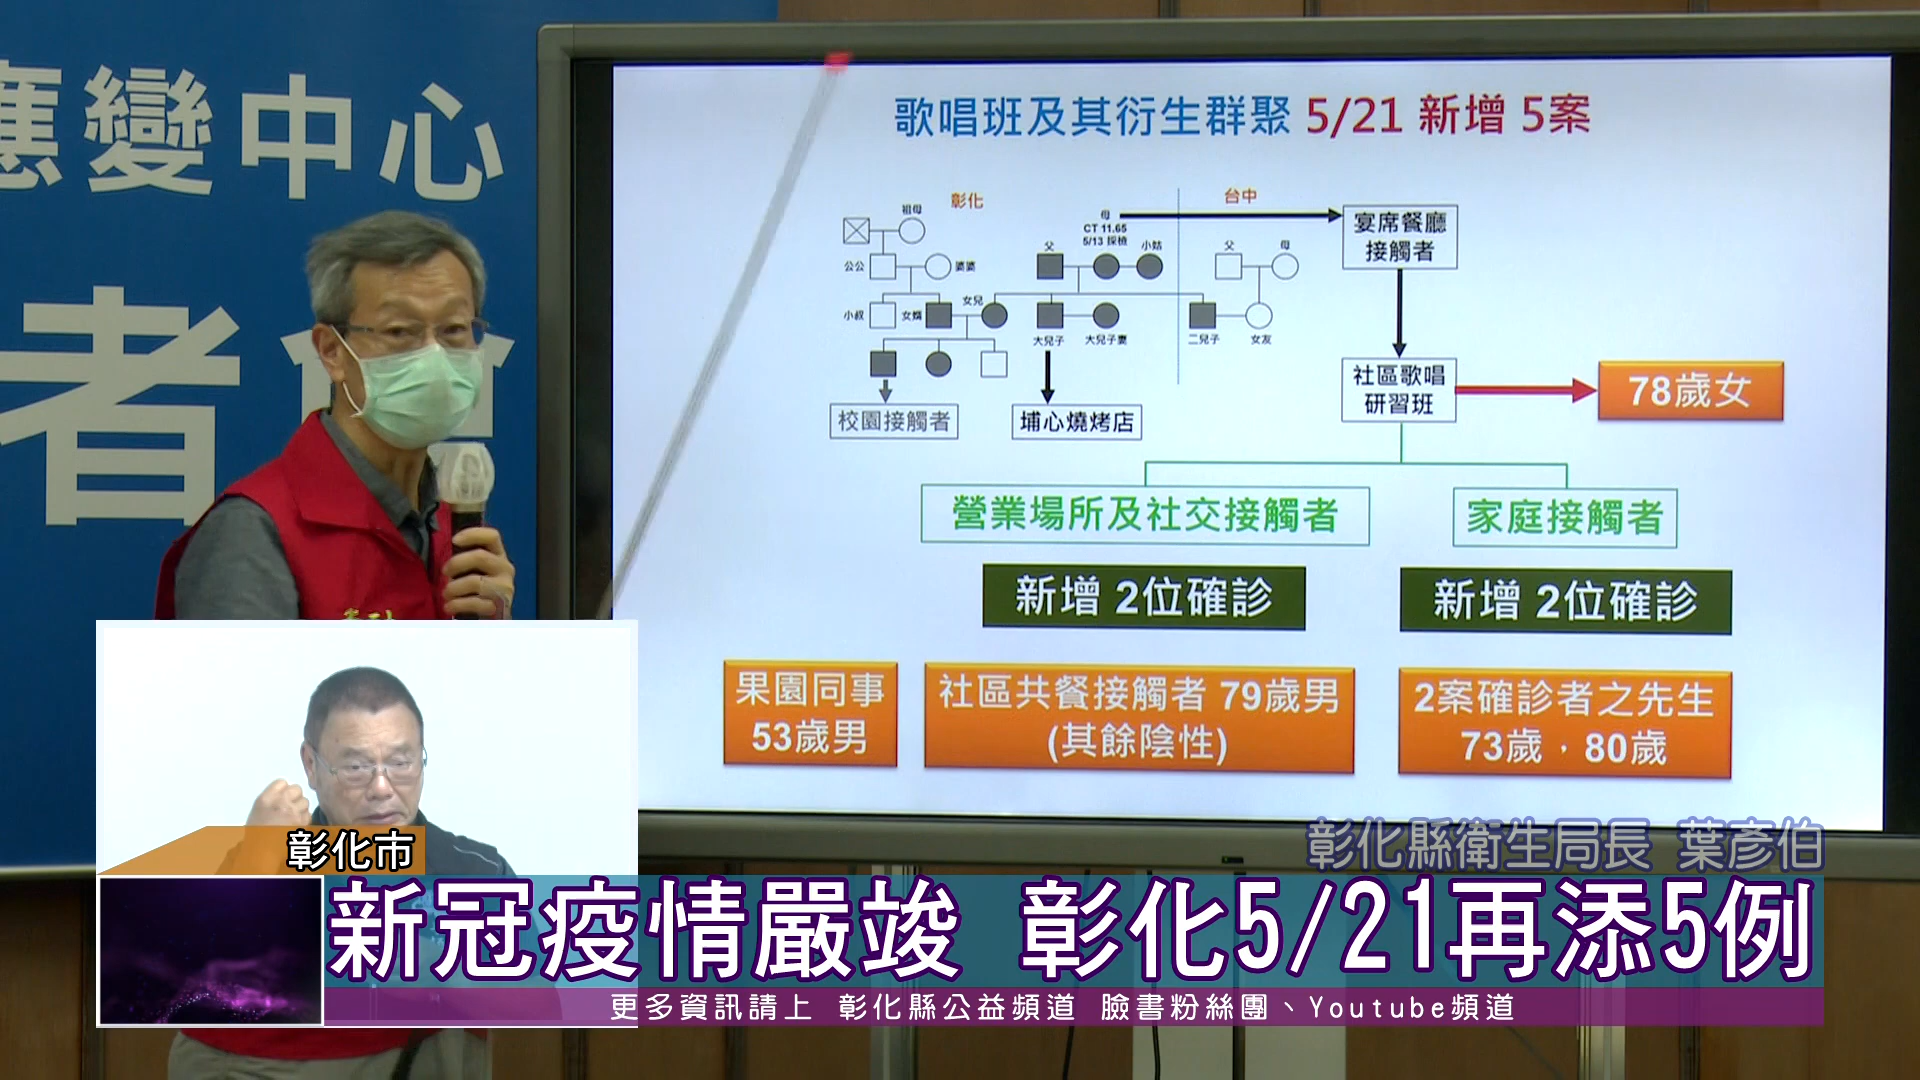 應變中心
者會
歌唱班及其衍生群聚 5/21 新增 5案
彰化
台中
祖母
公公
婆婆
小叔
女婿
女兒
父
母
CT 11.65
5/13 採檢
小姑
大兒子
大兒子妻
父
母
二兒子
女友
宴席餐廳
接觸者
校園接觸者
埔心燒烤店
社區歌唱
研習班
78歲女
營業場所及社交接觸者
家庭接觸者
新增 2位確診
新增 2位確診
果園同事
53歲男
社區共餐接觸者 79歲男
(其餘陰性)
2案確診者之先生
73歲，80歲
彰化縣衛生局長 葉彥伯
彰化市
新冠疫情嚴竣 彰化5/21再添5例
更多資訊請上 彰化縣公益頻道 臉書粉絲團、Youtube頻道